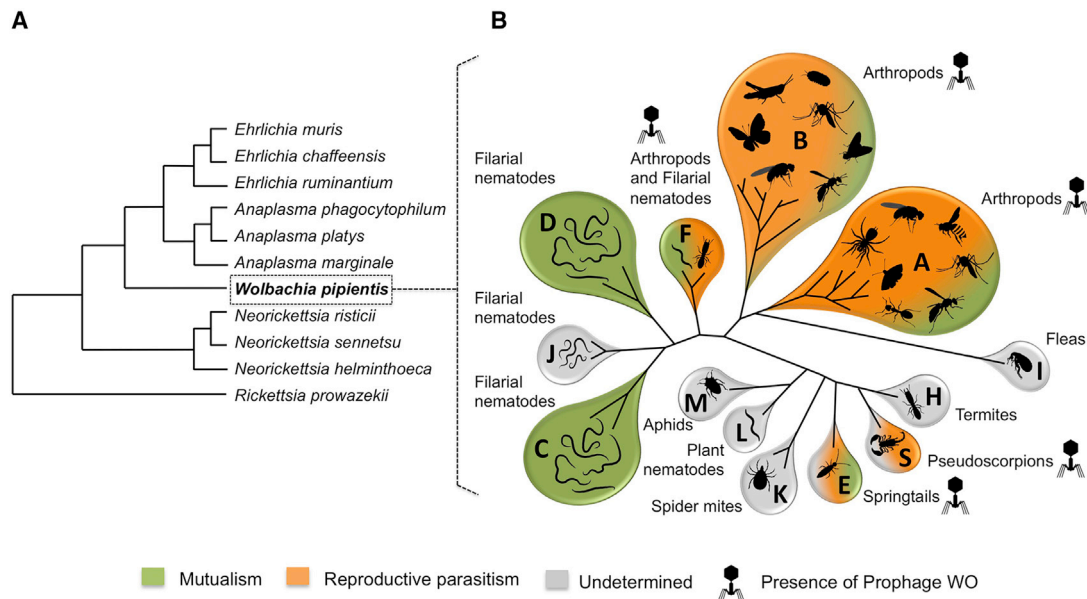 A
B
Ehrlichia muris
Ehrlichia chaffeensis
Ehrlichia ruminantium
Anaplasma phagocytophilum
Anaplasma platys
Anaplasma marginale
Wolbachia pipientis
Neorickettsia risticii
Neorickettsia sennetsu
Neorickettsia helminthoeca
Rickettsia prowazekii
Arthropods
B
Arthropods
and Filarial
nematodes
F
Filarial
nematodes
D
Arthropods
A
Filarial
nematodes
J
Fleas
I
Filarial
nematodes
C
M
Aphids
L
Plant
nematodes
K
Spider mites
E
Springtails
S
Pseudoscorpions
H
Termites
Mutualism
Reproductive parasitism
Undetermined
Presence of Prophage WO